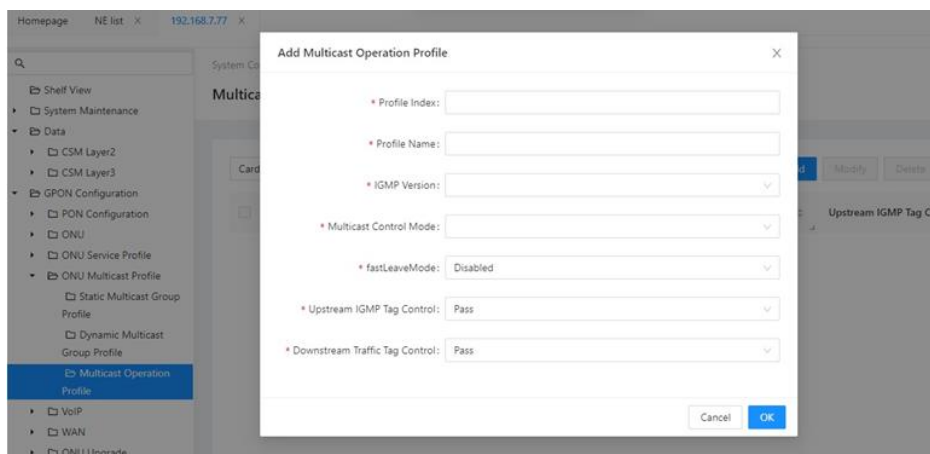 Homepage
NE list
192.168.7.77
System Co
Shelf View
System Maintenance
Data
CSM Layer2
CSM Layer3
GPON Configuration
PON Configuration
ONU
ONU Service Profile
ONU Multicast Profile
Static Multicast Group
Profile
Dynamic Multicast
Group Profile
Multicast Operation
Profile
VoIP
WAN
ONU Upgrade
Multica
Card
Modify
Delete
Upstream IGMP Tag C
Add Multicast Operation Profile
* Profile Index:
* Profile Name:
* IGMP Version:
* Multicast Control Mode:
* fastLeaveMode: Disabled
* Upstream IGMP Tag Control: Pass
* Downstream Traffic Tag Control: Pass
Cancel
OK